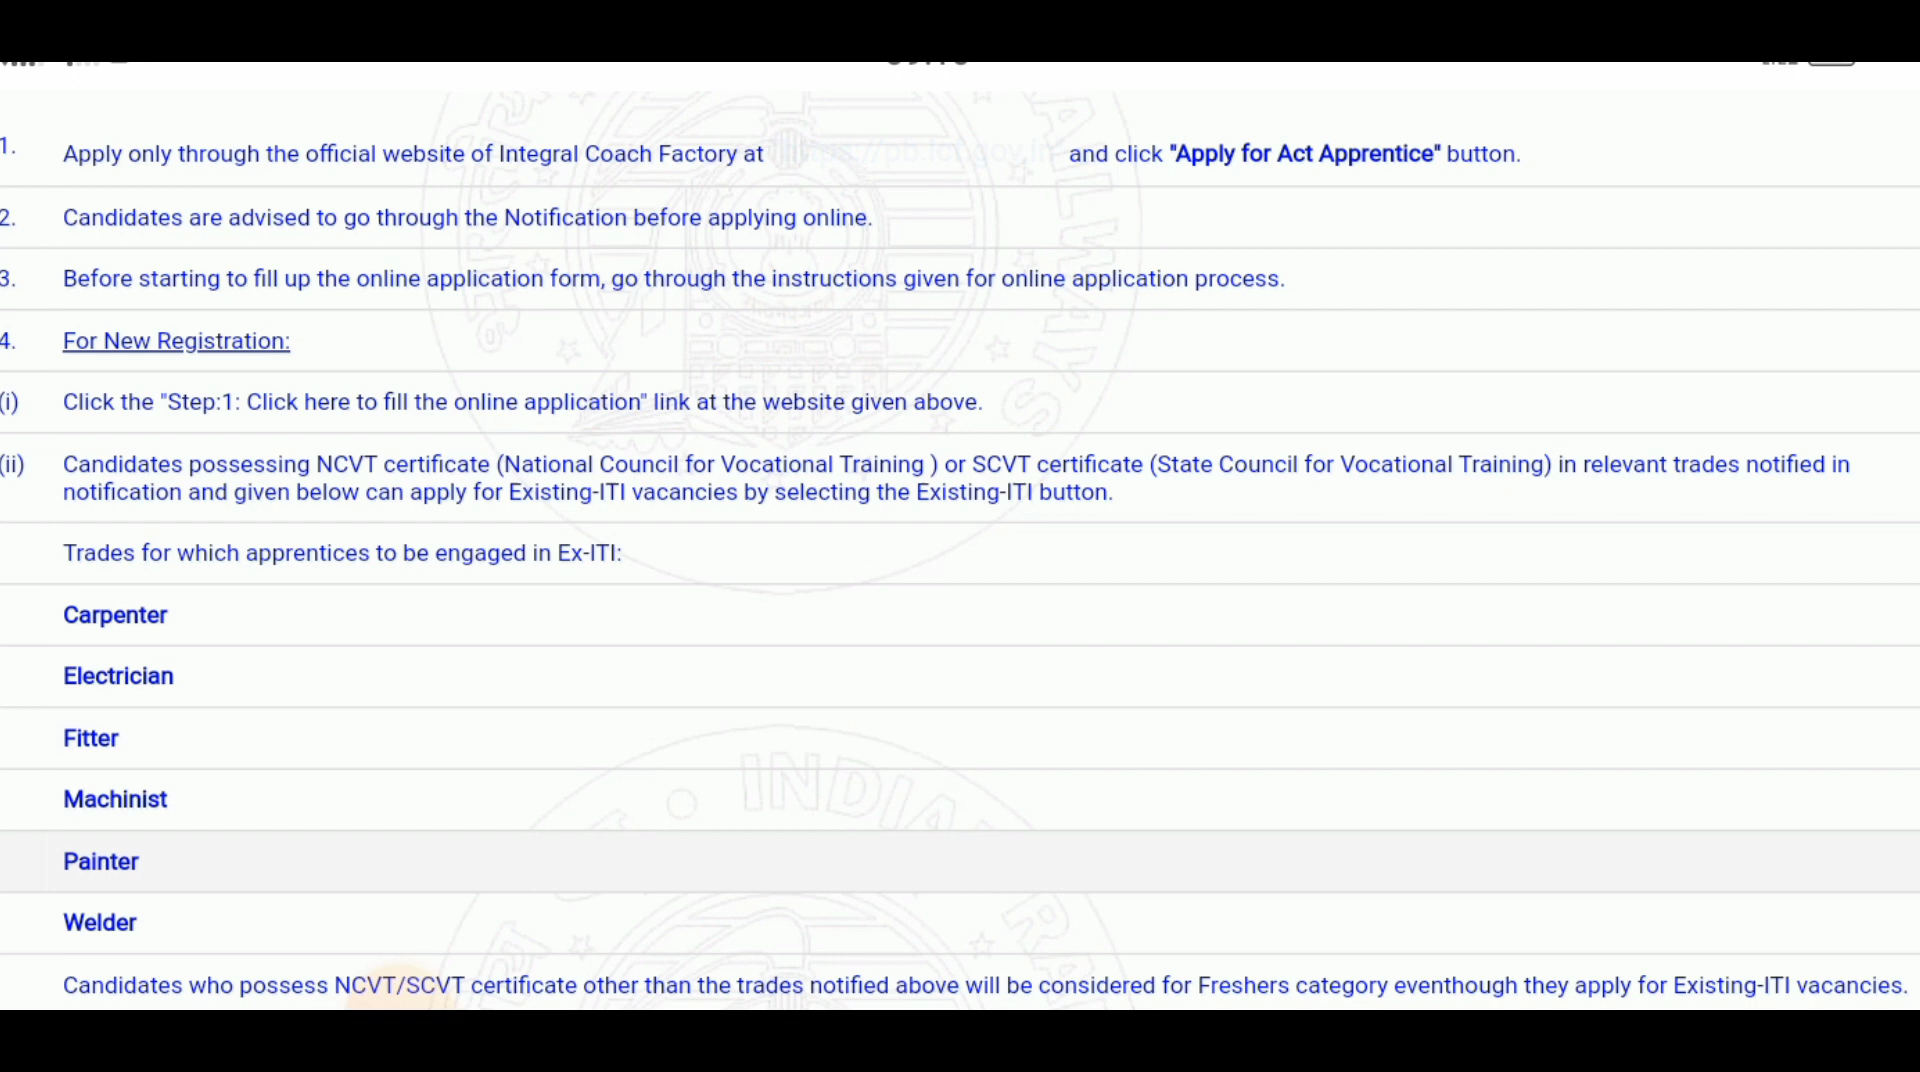 1. Apply only through the official website of Integral Coach Factory at https://pb.icf.gov.in and click "Apply for Act Apprentice" button.
2. Candidates are advised to go through the Notification before applying online.
3. Before starting to fill up the online application form, go through the instructions given for online application process.
4. For New Registration:
(i) Click the "Step:1: Click here to fill the online application" link at the website given above.
(ii) Candidates possessing NCVT certificate (National Council for Vocational Training ) or SCVT certificate (State Council for Vocational Training) in relevant trades notified in
notification and given below can apply for Existing-ITI vacancies by selecting the Existing-ITI button.
Trades for which apprentices to be engaged in Ex-ITI:
Carpenter
Electrician
Fitter
Machinist
Painter
Welder
Candidates who possess NCVT/SCVT certificate other than the trades notified above will be considered for Freshers category eventhough they apply for Existing-ITI vacancies.